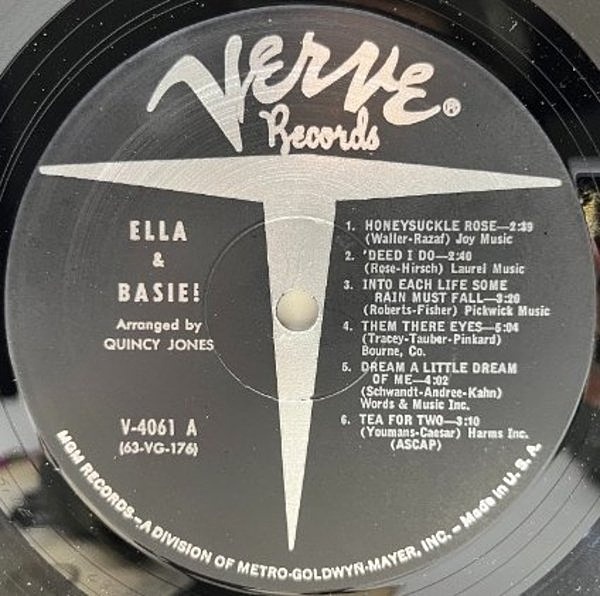 VERVE®
Records
ELLA
&
BASIE!
Arranged by
QUINCY JONES
V-4061 A
(63-VG-176)
1. HONEYSUCKLE ROSE—2:39
(Waller-Razaf) Joy Music
2. 'DEED I DO—2:40
(Rose-Hirsch) Laurel Music
3. INTO EACH LIFE SOME
RAIN MUST FALL—3:20
(Roberts-Fisher) Pickwick Music
4. THEM THERE EYES—5:04
(Tracey-Tauber-Pinkard)
Bourne, Co.
5. DREAM A LITTLE DREAM
OF ME—4:02
(Schwandt-Andree-Kahn)
Words & Music Inc.
6. TEA FOR TWO—3:10
(Youmans-Caesar) Harms Inc.
(ASCAP)
MGM RECORDS—A DIVISION OF METRO-GOLDWYN-MAYER, INC. – Made in U. S. A.